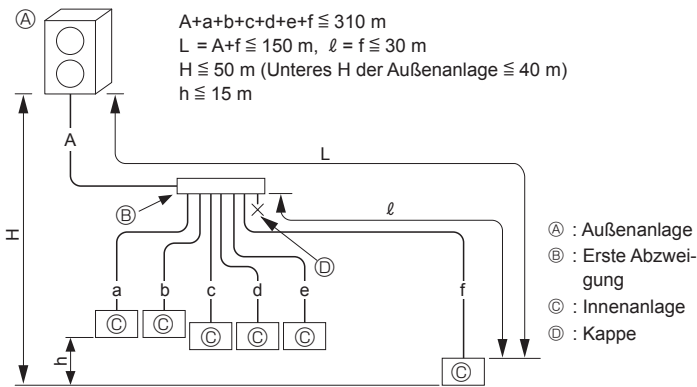 Ⓐ
A+a+b+c+d+e+f ≦ 310 m
L = A+f ≦ 150 m, ℓ = f ≦ 30 m
H ≦ 50 m (Unteres H der Außenanlage ≦ 40 m)
h ≦ 15 m
A
L
H
Ⓑ
ℓ
Ⓓ
a
b
c
d
e
f
Ⓒ
Ⓒ
Ⓒ
Ⓒ
Ⓒ
Ⓒ
h
Ⓐ : Außenanlage
Ⓑ : Erste Abzwei-
gung
Ⓒ : Innenanlage
Ⓓ : Kappe